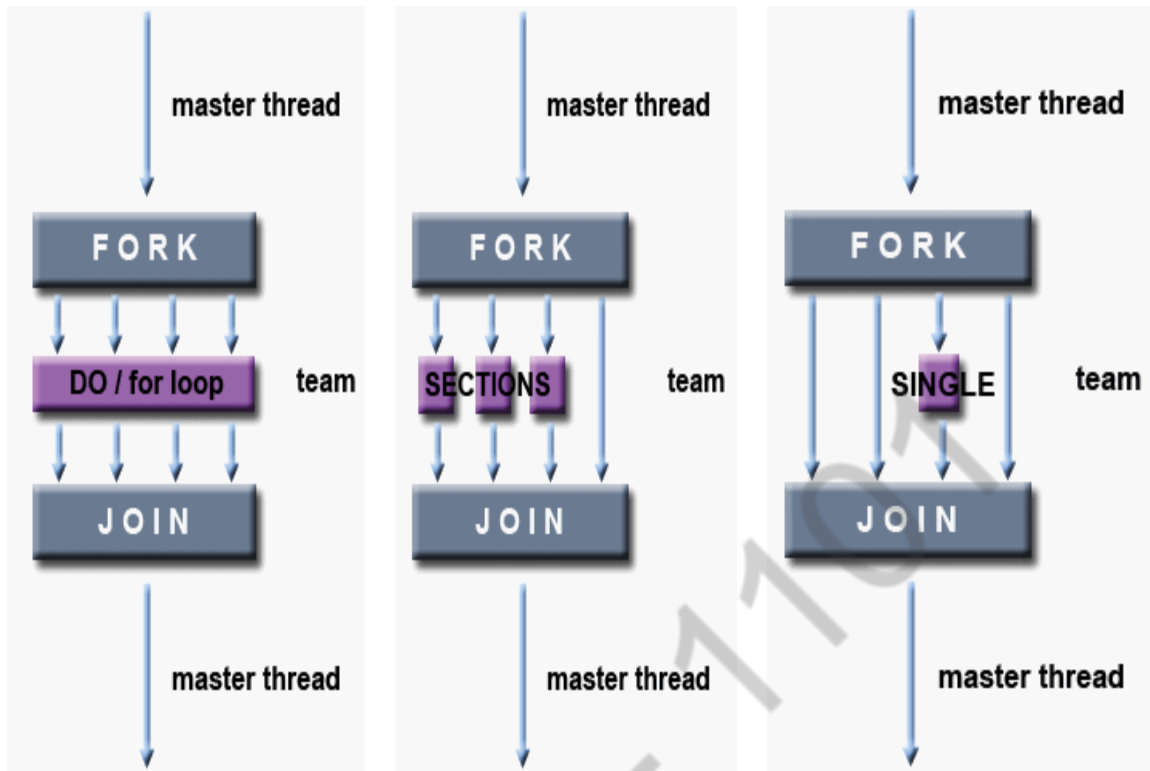 master thread
FORK
DO / for loop
team
JOIN
master thread
master thread
FORK
SECTIONS
team
JOIN
master thread
master thread
FORK
SINGLE
team
JOIN
master thread
1101